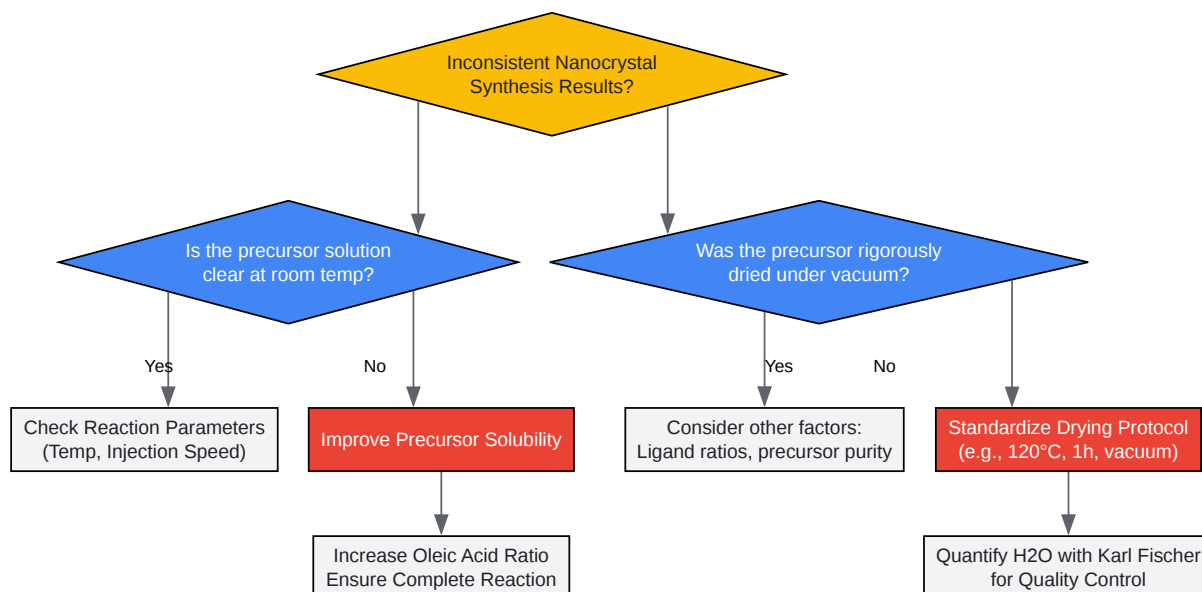 Inconsistent Nanocrystal
Synthesis Results?
Is the precursor solution
clear at room temp?
Was the precursor rigorously
dried under vacuum?
Yes
No
Yes
No
Check Reaction Parameters
(Temp, Injection Speed)
Improve Precursor Solubility
Consider other factors:
Ligand ratios, precursor purity
Standardize Drying Protocol
(e.g., 120°C, 1h, vacuum)
Increase Oleic Acid Ratio
Ensure Complete Reaction
Quantify H2O with Karl Fischer
for Quality Control